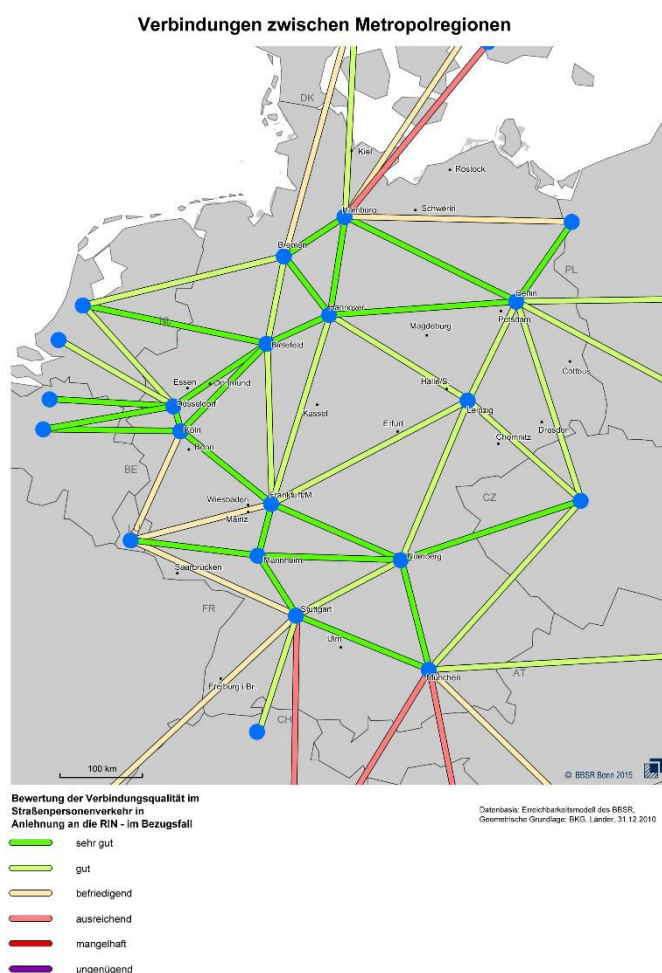 Verbindungen zwischen Metropolregionen
DK
Kiel
Rostock
Hamburg
Schwerin
Bremen
PL
Berlin
NL
Hannover
Potsdam
Magdeburg
Bielefeld
Essen
Dortmund
Cottbus
Halle/S.
Düsseldorf
Leipzig
Kassel
Köln
Erfurt
Dresden
Chemnitz
Bonn
BE
Wiesbaden
Frankfurt/M.
CZ
Mainz
LU
Mannheim
Nürnberg
Saarbrücken
FR
Stuttgart
Ulm
München
AT
Freiburg i.Br.
CH
100 km
© BBSR Bonn 2015
Bewertung der Verbindungsqualität im
Straßenpersonenverkehr in
Anlehnung an die RIN - im Bezugsfall
Datenbasis: Erreichbarkeitsmodell des BBSR,
Geometrische Grundlage: BKG, Länder, 31.12.2010
sehr gut
gut
befriedigend
ausreichend
mangelhaft
ungenügend